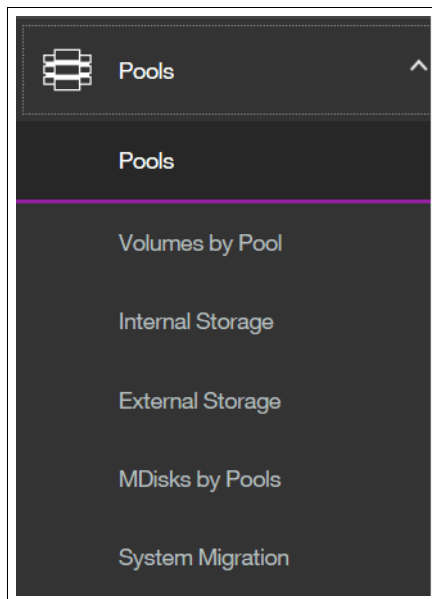 Pools
Pools
Volumes by Pool
Internal Storage
External Storage
MDisks by Pools
System Migration